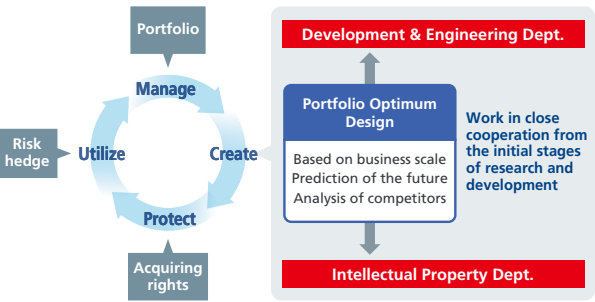 Portfolio
Manage
Risk
hedge
Utilize
Create
Protect
Acquiring
rights
Development & Engineering Dept.
Portfolio Optimum
Design
Based on business scale
Prediction of the future
Analysis of competitors
Work in close
cooperation from
the initial stages
of research and
development
Intellectual Property Dept.